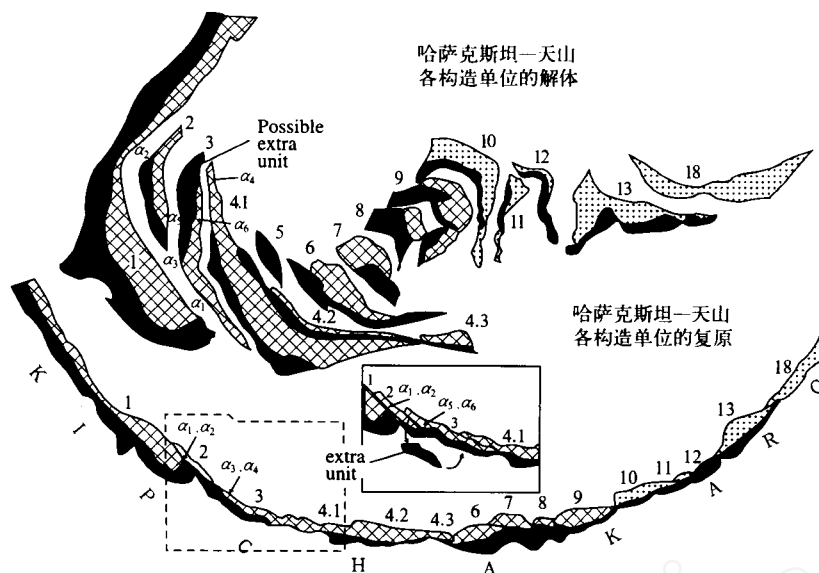 哈萨克斯坦—天山
各构造单位的解体
Possible
extra
unit
1
2
3
α₂
α₅
α₃
α₁
α₄
4.1
α₆
5
6
4.2
4.3
7
8
9
10
11
12
13
18
哈萨克斯坦—天山
各构造单位的复原
1
2
α₁、α₂
α₅、α₆
3
4.1
extra
unit
1
α₁、α₂
2
α₃、α₄
3
4.1
4.2
4.3
6
7
8
9
10
11
12
13
18
K I P C H A K A R C